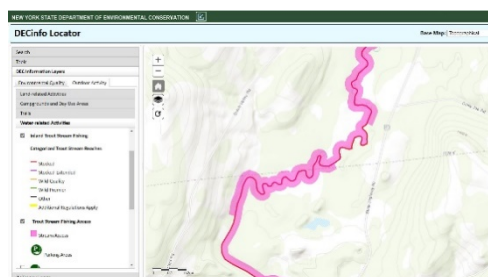 NEW YORK STATE DEPARTMENT OF ENVIRONMENTAL CONSERVATION
DECinfo Locator
Base Map: Topographical
Search
Tools
DEC Information Layers
Environmental Quality
Outdoor Activity
Land-related Activities
Campgrounds and Day Use Areas
Trails
Water-related Activities
Inland Trout Stream Fishing
Categorized Trout Stream Reaches
Stocked
Stocked-Extended
Wild-Quality
Wild-Premier
Other
Additional Regulations Apply
Trout Stream Fishing Access
Stream Access
Parking Areas